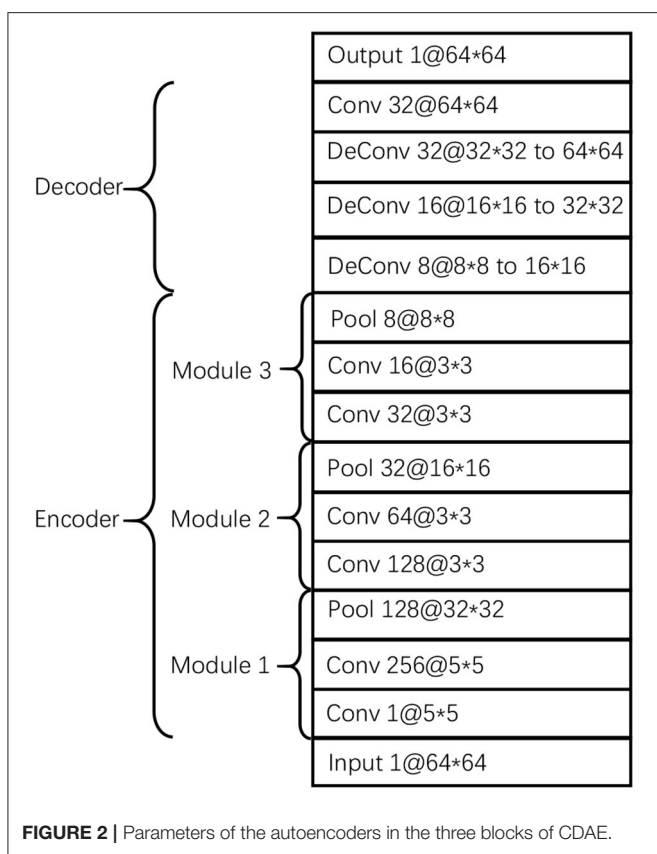 Output 1@64*64
Conv 32@64*64
DeConv 32@32*32 to 64*64
Decoder
DeConv 16@16*16 to 32*32
DeConv 8@8*8 to 16*16
Pool 8@8*8
Module 3
Conv 16@3*3
Conv 32@3*3
Pool 32@16*16
Encoder
Module 2
Conv 64@3*3
Conv 128@3*3
Pool 128@32*32
Module 1
Conv 256@5*5
Conv 1@5*5
Input 1@64*64
FIGURE 2 | Parameters of the autoencoders in the three blocks of CDAE.